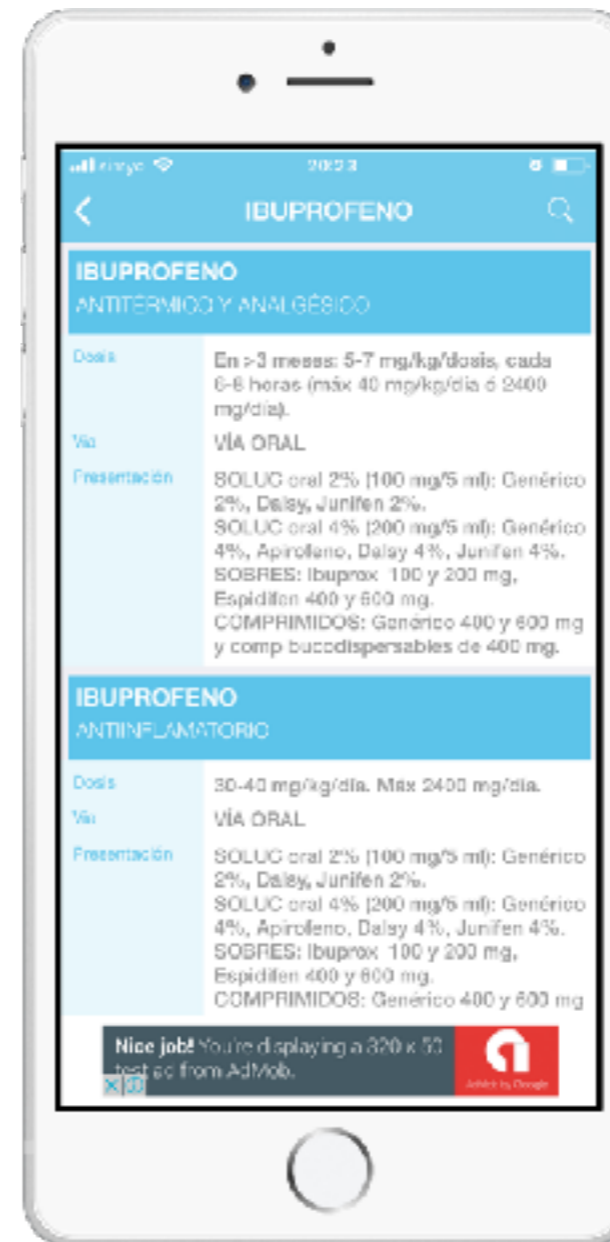 simyo 20:23
IBUPROFENO
IBUPROFENO
ANTITÉRMICO Y ANALGÉSICO
Dosis
En >3 meses: 5-7 mg/kg/dosis, cada
6-8 horas (máx 40 mg/kg/día ó 2400
mg/día).
Vía
VÍA ORAL
Presentación
SOLUC oral 2% (100 mg/5 ml): Genérico
2%, Dalsy, Junifen 2%.
SOLUC oral 4% (200 mg/5 ml): Genérico
4%, Apirofeno, Dalsy 4%, Junifen 4%.
SOBRES: Ibuprox 100 y 200 mg,
Espidifen 400 y 600 mg.
COMPRIMIDOS: Genérico 400 y 600 mg
y comp bucodispersables de 400 mg.
IBUPROFENO
ANTIINFLAMATORIO
Dosis
30-40 mg/kg/día. Max 2400 mg/día.
Vía
VÍA ORAL
Presentación
SOLUC oral 2% (100 mg/5 ml): Genérico
2%, Dalsy, Junifen 2%.
SOLUC oral 4% (200 mg/5 ml): Genérico
4%, Apirofeno, Dalsy 4%, Junifen 4%.
SOBRES: Ibuprox 100 y 200 mg,
Espidifen 400 y 600 mg.
COMPRIMIDOS: Genérico 400 y 600 mg
Nice job! You're displaying a 320 x 50
test ad from AdMob.
AdMob by Google